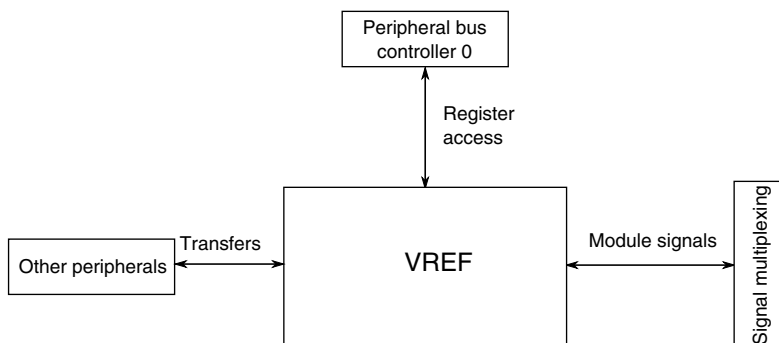 Peripheral bus
controller 0
Register
access
Transfers
Other peripherals
VREF
Module signals
Signal multiplexing